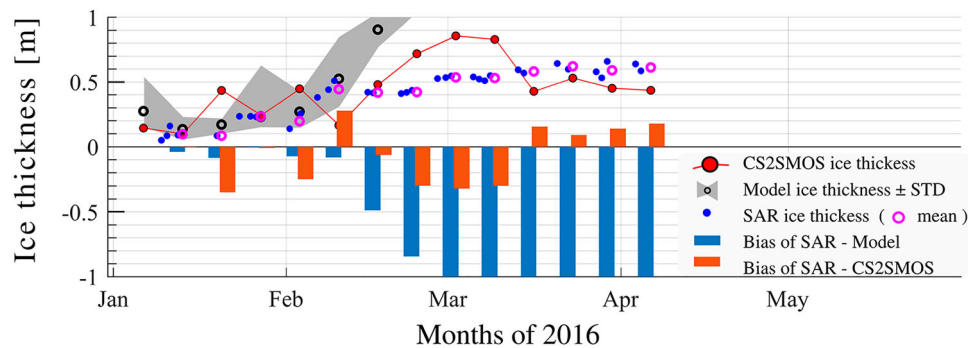 Ice thickness [m]
1
0.5
0
-0.5
-1
Jan Feb Mar Apr May
Months of 2016
CS2SMOS ice thickess
Model ice thickness ± STD
SAR ice thickness ( mean )
Bias of SAR - Model
Bias of SAR - CS2SMOS